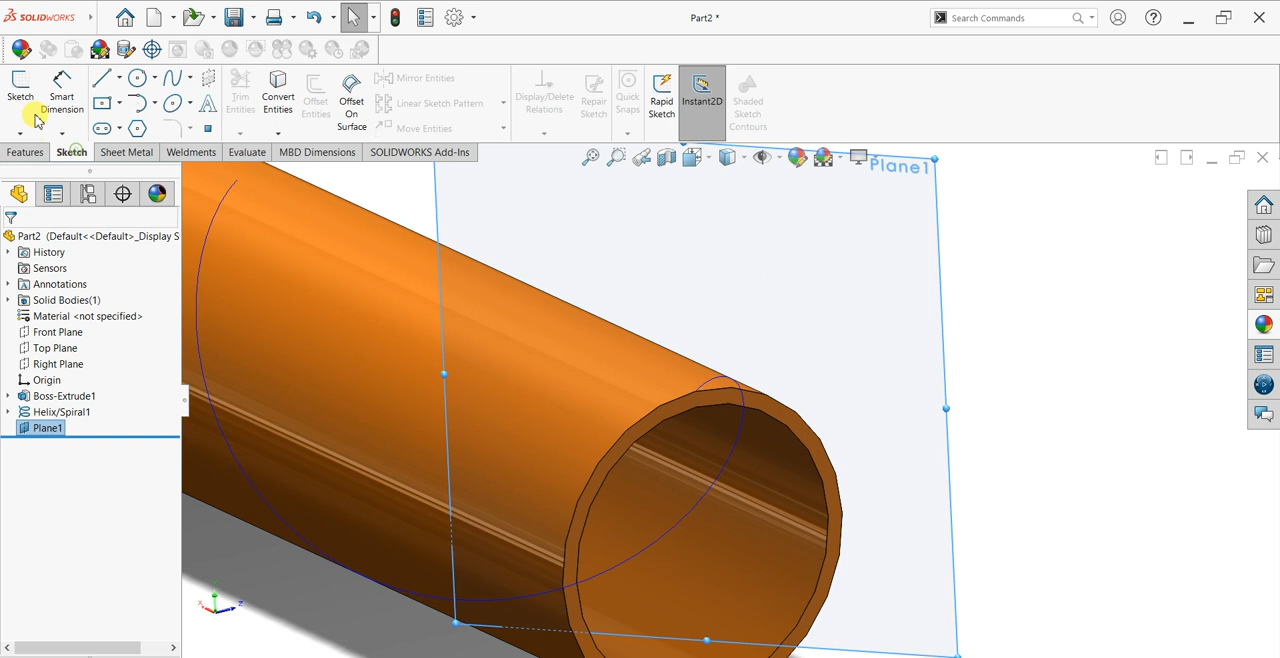 SOLIDWORKS
Part2 *
Search Commands
Sketch
Smart Dimension
Trim Entities
Convert Entities
Offset Entities
Offset On Surface
Mirror Entities
Linear Sketch Pattern
Move Entities
Display/Delete Relations
Repair Sketch
Quick Snaps
Rapid Sketch
Instant2D
Shaded Sketch Contours
Features
Sketch
Sheet Metal
Weldments
Evaluate
MBD Dimensions
SOLIDWORKS Add-Ins
Plane1
Part2 (Default<<Default>_Display S
History
Sensors
Annotations
Solid Bodies(1)
Material <not specified>
Front Plane
Top Plane
Right Plane
Origin
Boss-Extrude1
Helix/Spiral1
Plane1